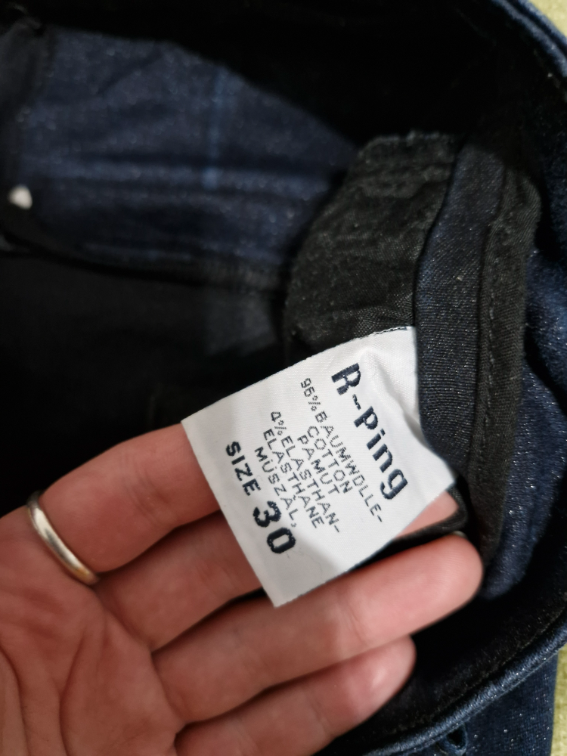 R-ping
96% BAUMWOLLE-
COTTON
PAMUT
4% ELASTHAN-
ELASTHANE
MUSZÁL,
SIZE 30